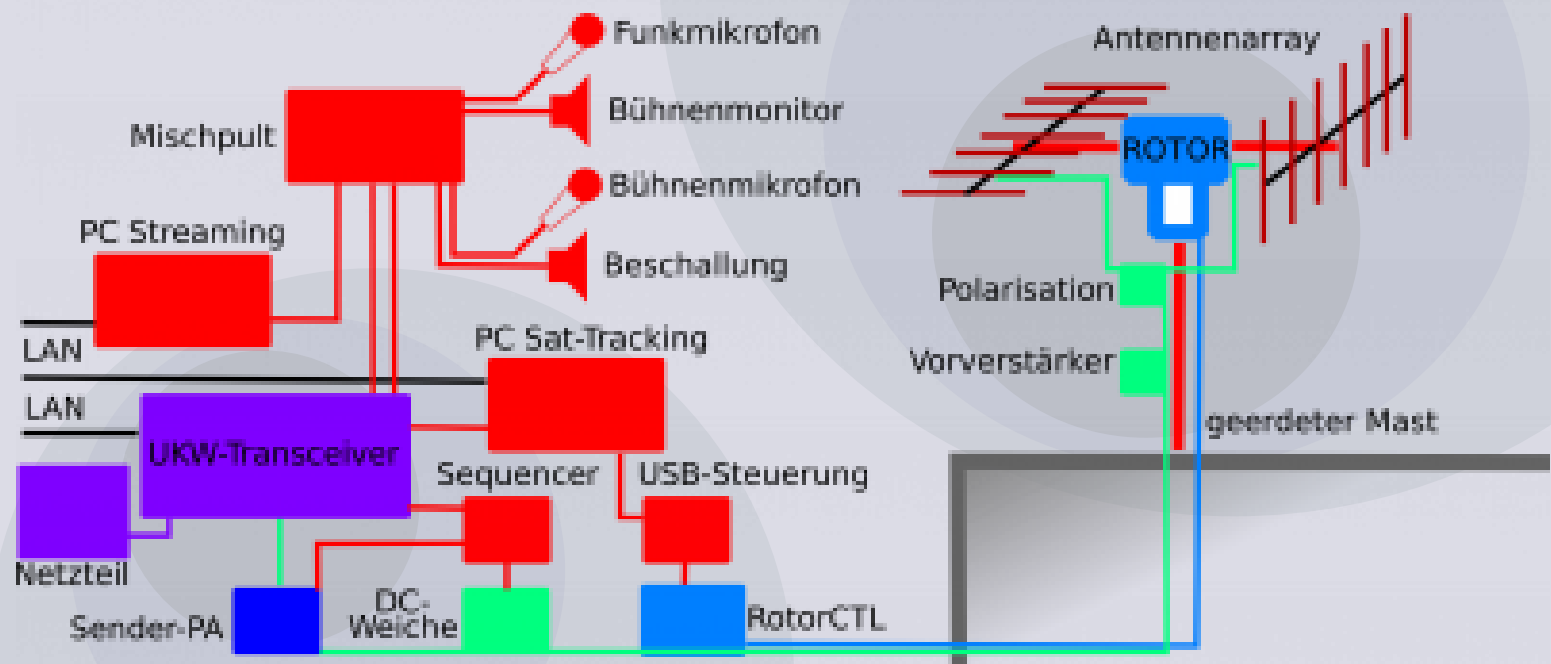 Funkmikrofon
Antennenarray
Mischpult
Bühnenmonitor
ROTOR
Bühnenmikrofon
PC Streaming
Beschallung
Polarisation
LAN
PC Sat-Tracking
Vorverstärker
LAN
geerdeter Mast
UKW-Transceiver
Sequencer
USB-Steuerung
Netzteil
DC-
Weiche
Sender-PA
RotorCTL